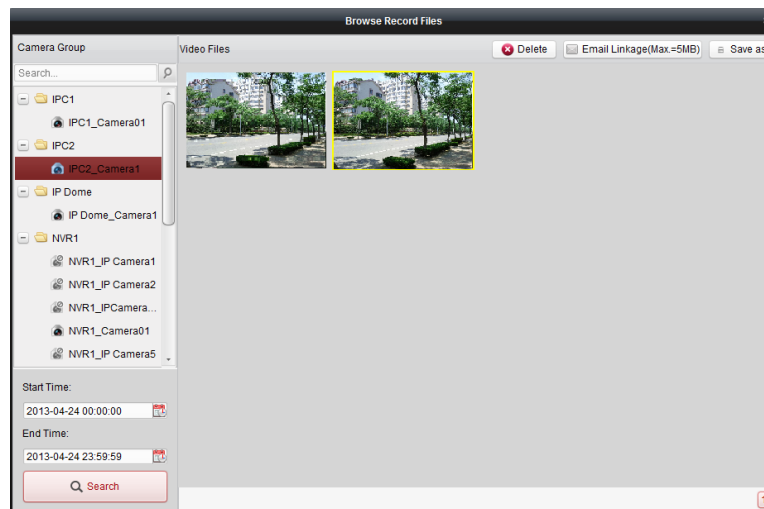 Browse Record Files
Camera Group
Video Files
Delete
Email Linkage(Max.=5MB)
Save as
Search...
IPC1
IPC1_Camera01
IPC2
IPC2_Camera1
IP Dome
IP Dome_Camera1
NVR1
NVR1_IP Camera1
NVR1_IP Camera2
NVR1_IPCamera...
NVR1_Camera01
NVR1_IP Camera5
Start Time:
2013-04-24 00:00:00
End Time:
2013-04-24 23:59:59
Search